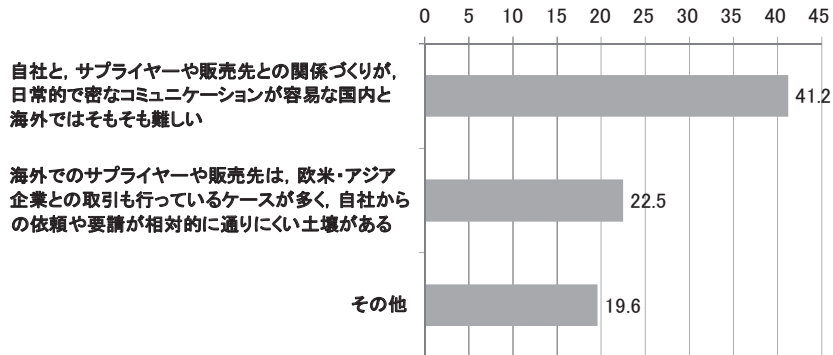 0 5 10 15 20 25 30 35 40 45
自社と，サプライヤーや販売先との関係づくりが，
日常的で密なコミュニケーションが容易な国内と
海外ではそもそも難しい
41.2
海外でのサプライヤーや販売先は，欧米・アジア
企業との取引も行っているケースが多く，自社から
の依頼や要請が相対的に通りにくい土壌がある
22.5
その他
19.6